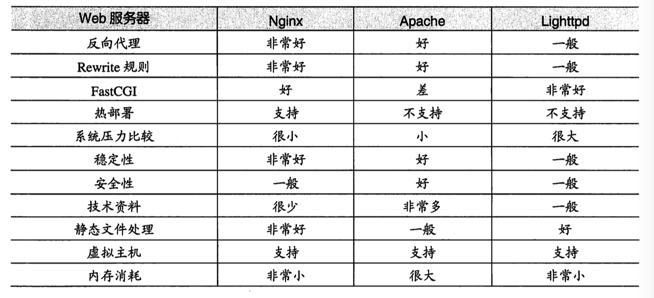 Web 服务器 Nginx Apache Lighttpd
反向代理 非常好 好 一般
Rewrite 规则 非常好 好 一般
FastCGI 好 差 非常好
热部署 支持 不支持 不支持
系统压力比较 很小 小 很大
稳定性 非常好 好 一般
安全性 一般 好 一般
技术资料 很少 非常多 一般
静态文件处理 非常好 一般 好
虚拟主机 支持 支持 支持
内存消耗 非常小 很大 非常小